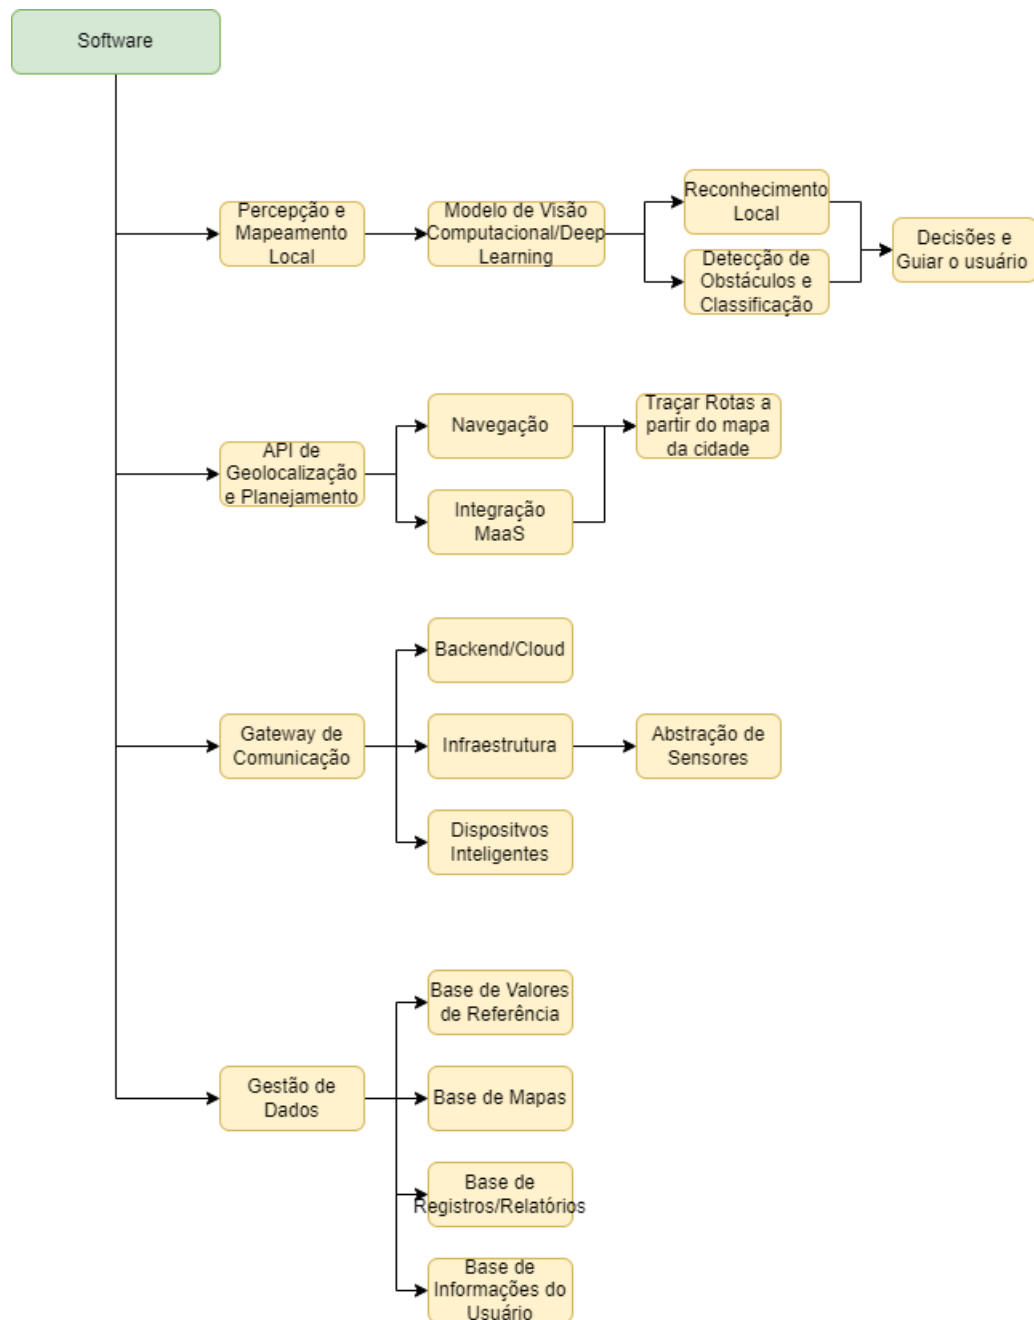 Software
Percepção e
Mapeamento
Local
Modelo de Visão
Computacional/Deep
Learning
Reconhecimento
Local
Detecção de
Obstáculos e
Classificação
Decisões e
Guiar o usuário
API de
Geolocalização
e Planejamento
Navegação
Integração
MaaS
Traçar Rotas a
partir do mapa
da cidade
Gateway de
Comunicação
Backend/Cloud
Infraestrutura
Abstração de
Sensores
Dispositvos
Inteligentes
Gestão de
Dados
Base de Valores
de Referência
Base de Mapas
Base de
Registros/Relatórios
Base de
Informações do
Usuário